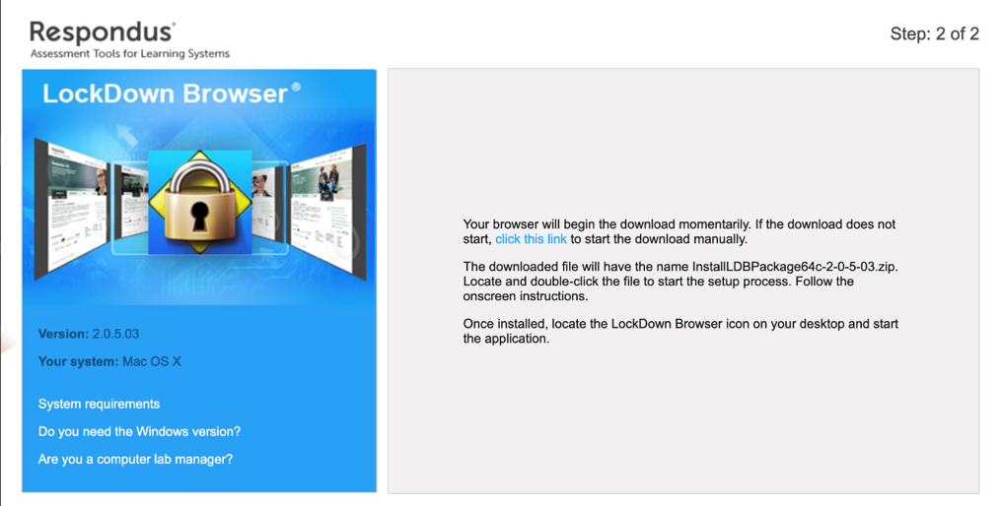 Respondus®
Step: 2 of 2
Assessment Tools for Learning Systems
LockDown Browser®
Your browser will begin the download momentarily. If the download does not
start, click this link to start the download manually.
The downloaded file will have the name InstallLDBPackage64c-2-0-5-03.zip.
Locate and double-click the file to start the setup process. Follow the
onscreen instructions.
Once installed, locate the LockDown Browser icon on your desktop and start
the application.
Version: 2.0.5.03
Your system: Mac OS X
System requirements
Do you need the Windows version?
Are you a computer lab manager?